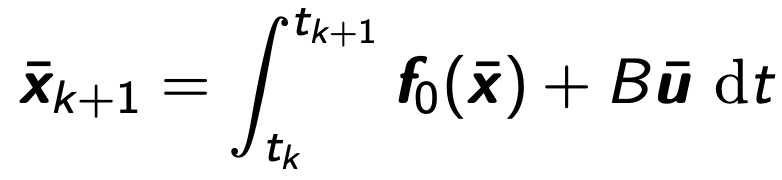 x̄ₖ₊₁ = ∫_{tₖ}^{tₖ₊₁} f₀(x̄) + Bū dt